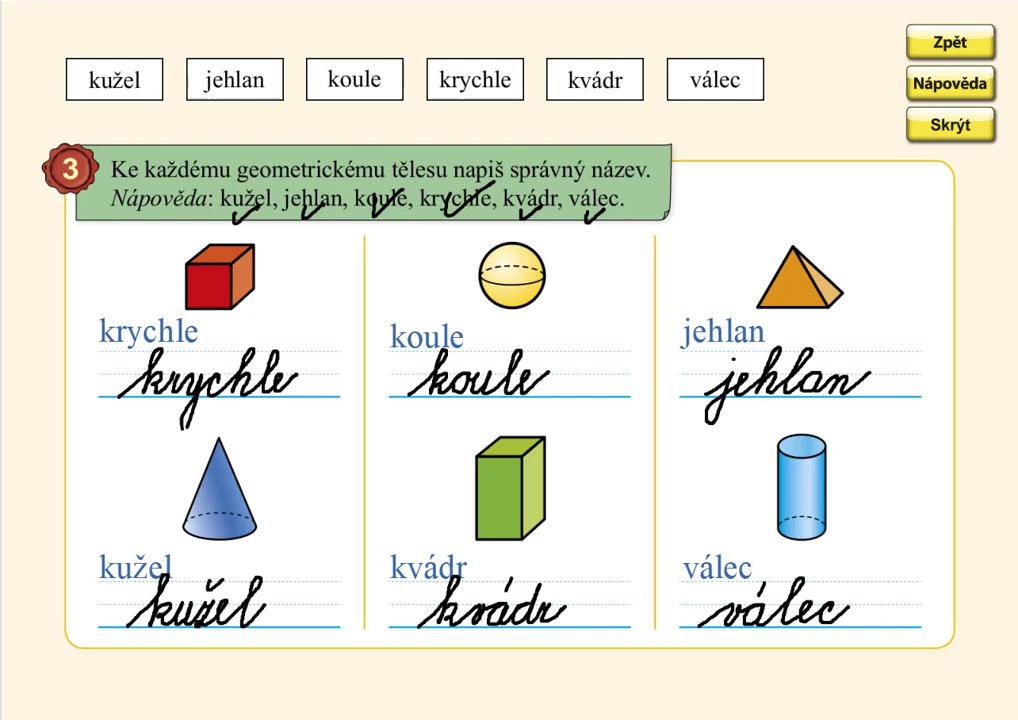 Zpět
kužel jehlan koule krychle kvádr válec
Nápověda
Skrýt
3 Ke každému geometrickému tělesu napiš správný název.
Nápověda: kužel, jehlan, koule, krychle, kvádr, válec.
krychle koule jehlan
krychle koule jehlan
kužel kvádr válec
kužel kvádr válec